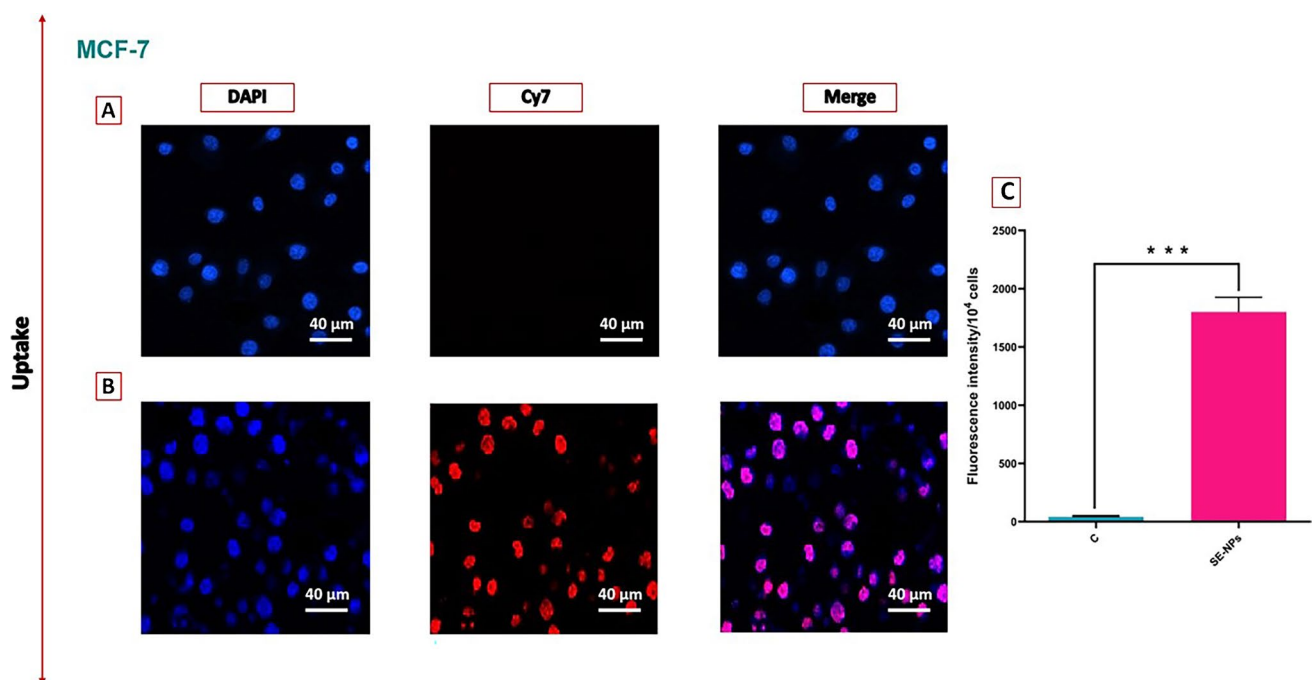 Uptake
MCF-7
A
DAPI
Cy7
Merge
40 µm
40 µm
40 µm
B
40 µm
40 µm
40 µm
C
Fluorescence intensity/10⁴ cells
2500
2000
1500
1000
500
0
* * *
C
SE-NPs